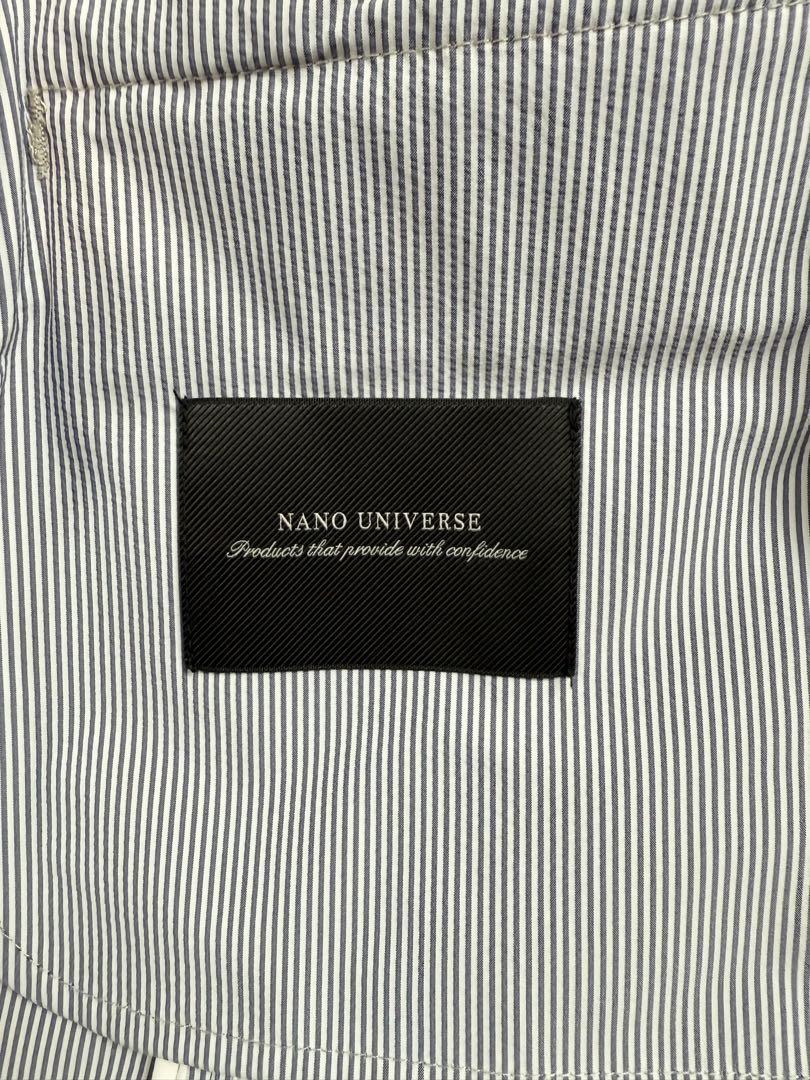 NANO UNIVERSE
Products that provide with confidence